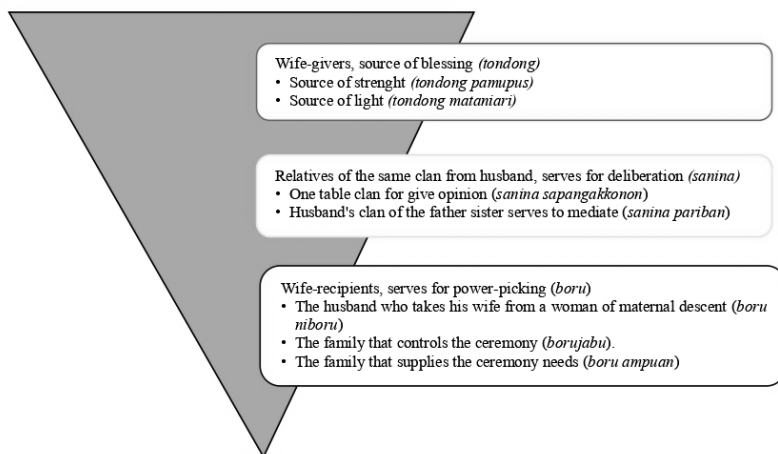 Wife-givers, source of blessing (tondong)
• Source of strenght (tondong pamupus)
• Source of light (tondong mataniari)
Relatives of the same clan from husband, serves for deliberation (sanina)
• One table clan for give opinion (sanina sapangakkonon)
• Husband's clan of the father sister serves to mediate (sanina pariban)
Wife-recipients, serves for power-picking (boru)
• The husband who takes his wife from a woman of maternal descent (boru
niboru)
• The family that controls the ceremony (borujabu).
• The family that supplies the ceremony needs (boru ampuan)